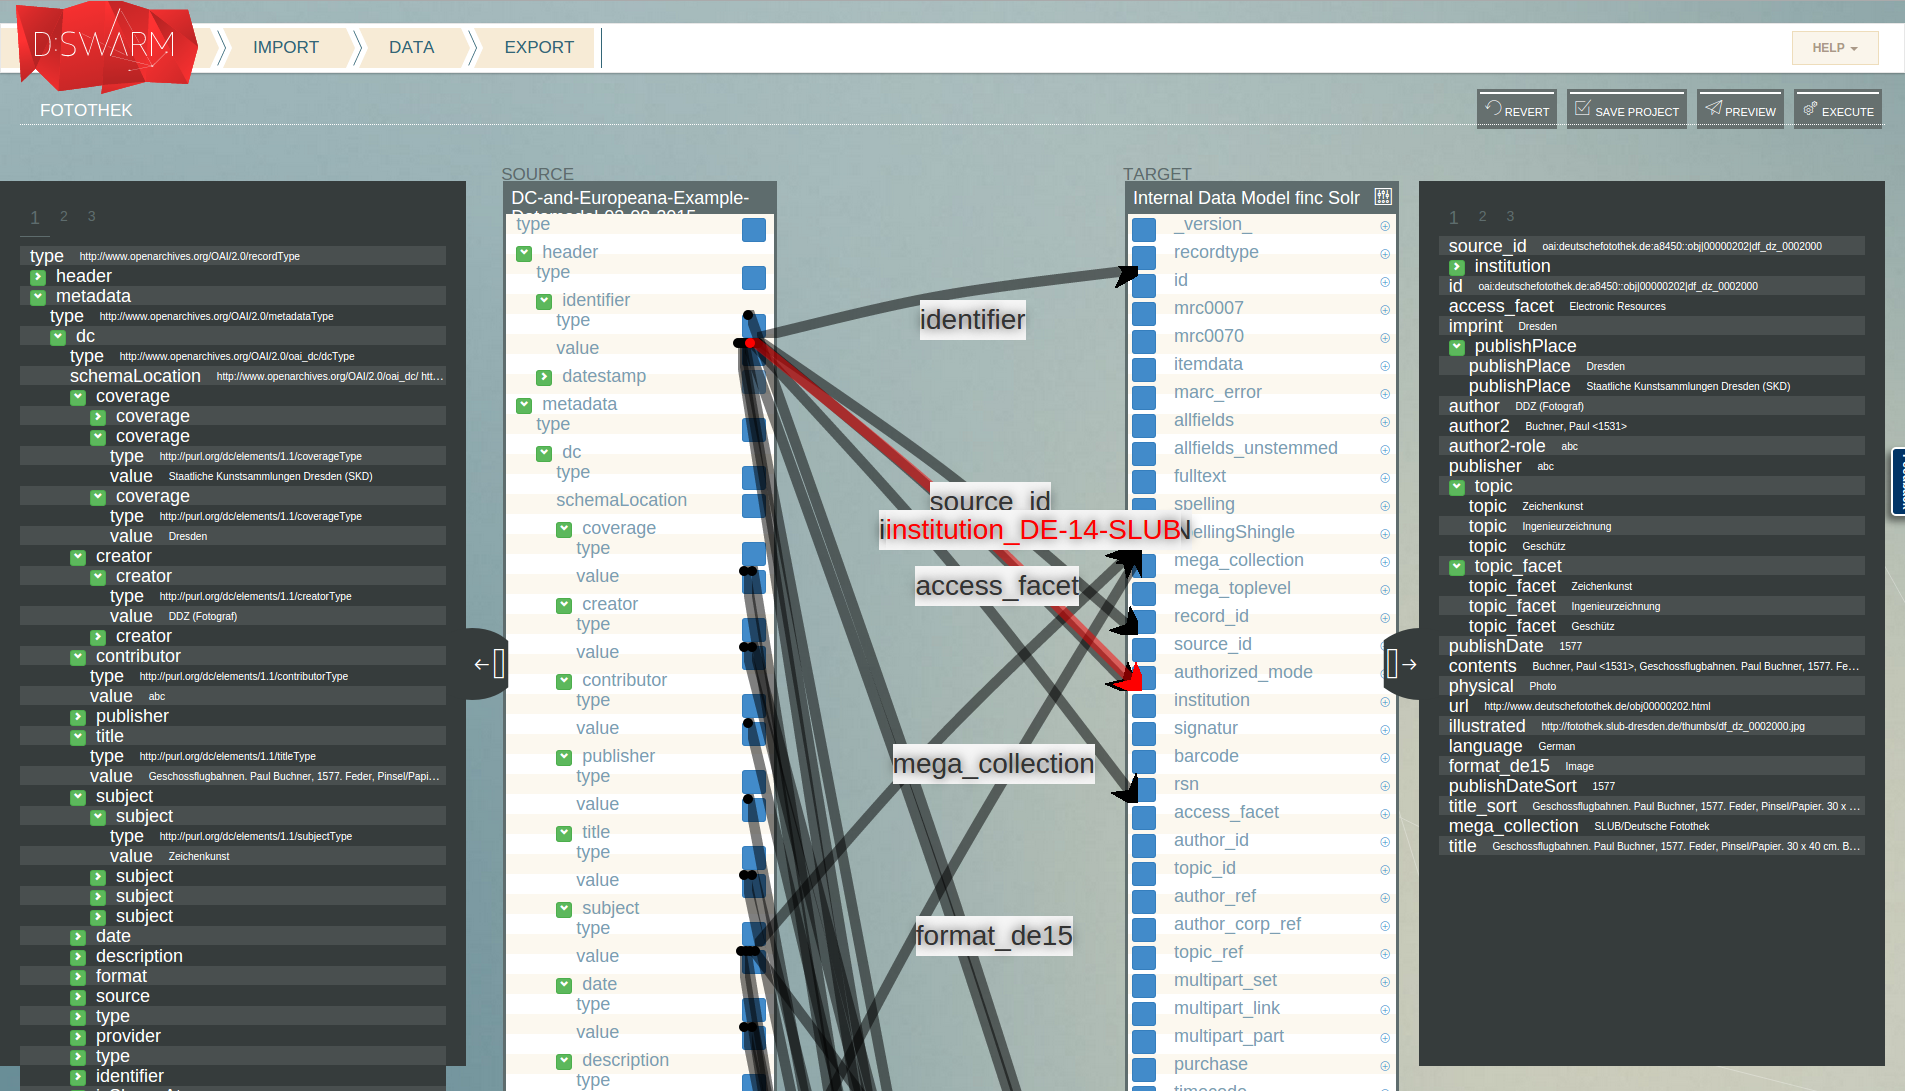 D:SWARM
IMPORT
DATA
EXPORT
HELP
FOTOTHEK
REVERT
SAVE PROJECT
PREVIEW
EXECUTE
1 2 3
type http://www.openarchives.org/OAI/2.0/recordType
header
metadata
type http://www.openarchives.org/OAI/2.0/metadataType
dc
type http://www.openarchives.org/OAI/2.0/oai_dc/dcType
schemaLocation http://www.openarchives.org/OAI/2.0/oai_dc/ htt...
coverage
coverage
coverage
type http://purl.org/dc/elements/1.1/coverageType
value Staatliche Kunstsammlungen Dresden (SKD)
coverage
type http://purl.org/dc/elements/1.1/coverageType
value Dresden
creator
creator
type http://purl.org/dc/elements/1.1/creatorType
value DDZ (Fotograf)
creator
contributor
type http://purl.org/dc/elements/1.1/contributorType
value abc
publisher
title
type http://purl.org/dc/elements/1.1/titleType
value Geschossflugbahnen. Paul Buchner, 1577. Feder, Pinsel/Papi...
subject
subject
type http://purl.org/dc/elements/1.1/subjectType
value Zeichenkunst
subject
subject
subject
date
description
format
source
type
provider
type
identifier
SOURCE
DC-and-Europeana-Example-
type
header
type
identifier
type
value
datestamp
metadata
type
dc
type
schemaLocation
coverage
type
value
creator
type
value
contributor
type
value
publisher
type
value
title
type
value
subject
type
value
date
type
value
description
type
identifier
source_id
institution_DE-14-SLUB
access_facet
mega_collection
format_de15
TARGET
Internal Data Model finc Solr
_version_
recordtype
id
mrc0007
mrc0070
itemdata
marc_error
allfields
allfields_unstemmed
fulltext
spelling
ellingShingle
mega_collection
mega_toplevel
record_id
source_id
authorized_mode
institution
signatur
barcode
rsn
access_facet
author_id
topic_id
author_ref
author_corp_ref
topic_ref
multipart_set
multipart_link
multipart_part
purchase
1 2 3
source_id oai:deutschefotothek.de:a8450::obj|00000202|df_dz_0002000
institution
id oai:deutschefotothek.de:a8450::obj|00000202|df_dz_0002000
access_facet Electronic Resources
imprint Dresden
publishPlace
publishPlace Dresden
publishPlace Staatliche Kunstsammlungen Dresden (SKD)
author DDZ (Fotograf)
author2 Buchner, Paul <1531>
author2-role abc
publisher abc
topic
topic Zeichenkunst
topic Ingenieurzeichnung
topic Geschütz
topic_facet
topic_facet Zeichenkunst
topic_facet Ingenieurzeichnung
topic_facet Geschütz
publishDate 1577
contents Buchner, Paul <1531>, Geschossflugbahnen. Paul Buchner, 1577. Fe...
physical Photo
url http://www.deutschefotothek.de/obj00000202.html
illustrated http://fotothek.slub-dresden.de/thumbs/df_dz_0002000.jpg
language German
format_de15 Image
publishDateSort 1577
title_sort Geschossflugbahnen. Paul Buchner, 1577. Feder, Pinsel/Papier. 30 x ...
mega_collection SLUB/Deutsche Fotothek
title Geschossflugbahnen. Paul Buchner, 1577. Feder, Pinsel/Papier. 30 x 40 cm. B...